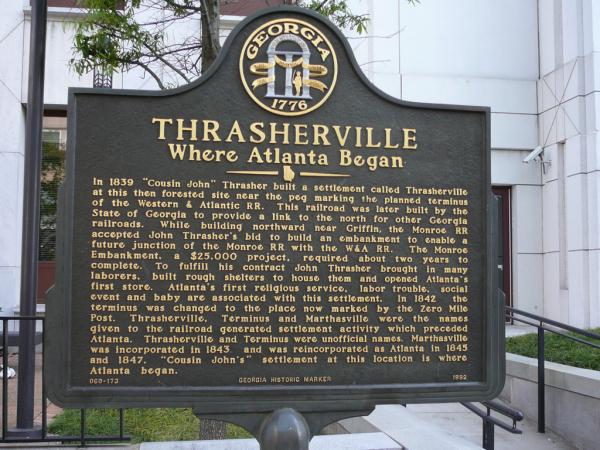 GEORGIA
1776
THRASHERVILLE
Where Atlanta Began
In 1839 "Cousin John" Thrasher built a settlement called Thrasherville
at this then forested site near the peg marking the planned terminus
of the Western & Atlantic RR. This railroad was later built by the
State of Georgia to provide a link to the north for other Georgia
railroads. While building northward near Griffin, the Monroe RR
accepted John Thrasher's bid to build an embankment to enable a
future junction of the Monroe RR with the W&A RR. The Monroe
Embankment, a $25,000 project, required about two years to
complete. To fulfill his contract John Thrasher brought in many
laborers, built rough shelters to house them and opened Atlanta's
first store. Atlanta's first religious service, labor trouble, social
event and baby are associated with this settlement. In 1842 the
terminus was changed to the place now marked by the Zero Mile
Post. Thrasherville, Terminus and Marthasville were the names
given to the railroad generated settlement activity which preceded
Atlanta. Thrasherville and Terminus were unofficial names. Marthasville
was incorporated in 1843 and was reincorporated as Atlanta in 1845
and 1847. "Cousin John's" settlement at this location is where
Atlanta began.
060-173 GEORGIA HISTORIC MARKER 1992